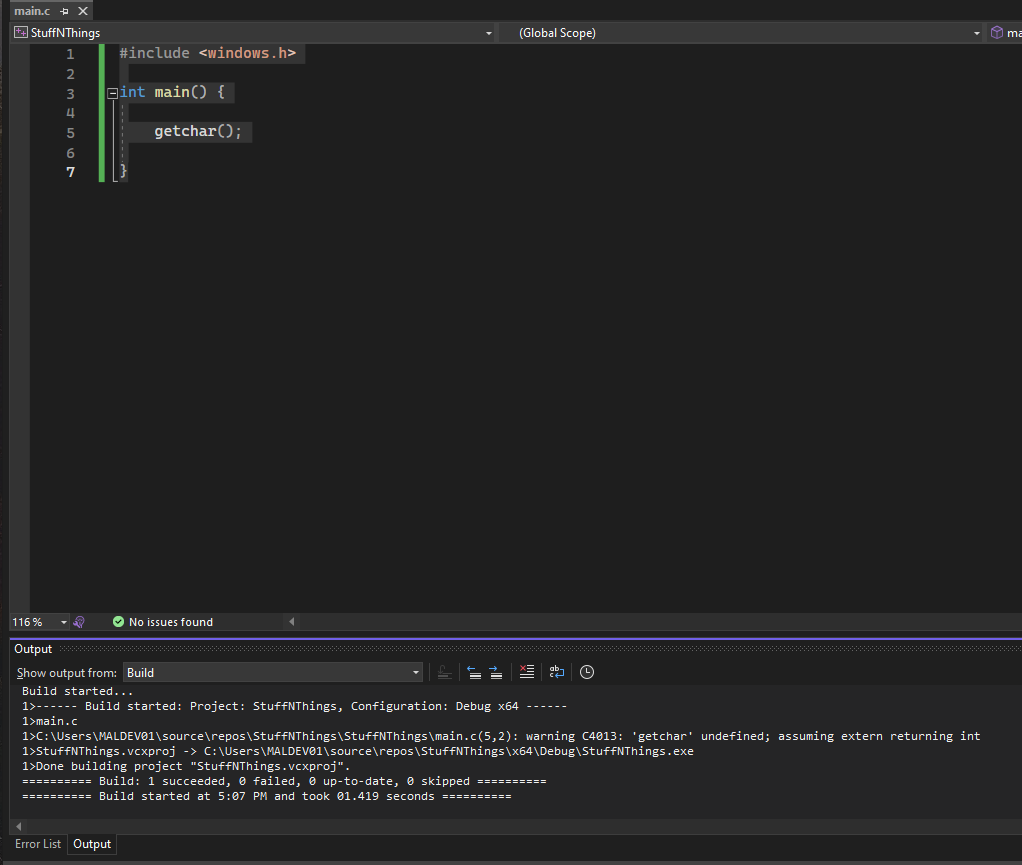 main.c
StuffNThings (Global Scope) ma
1 #include <windows.h>
2
3 int main() {
4
5 getchar();
6
7 }
116 % No issues found
Output
Show output from: Build
Build started...
1>------ Build started: Project: StuffNThings, Configuration: Debug x64 ------
1>main.c
1>C:\Users\MALDEV01\source\repos\StuffNThings\StuffNThings\main.c(5,2): warning C4013: 'getchar' undefined; assuming extern returning int
1>StuffNThings.vcxproj -> C:\Users\MALDEV01\source\repos\StuffNThings\x64\Debug\StuffNThings.exe
1>Done building project "StuffNThings.vcxproj".
========== Build: 1 succeeded, 0 failed, 0 up-to-date, 0 skipped ==========
========== Build started at 5:07 PM and took 01.419 seconds ==========
Error List Output